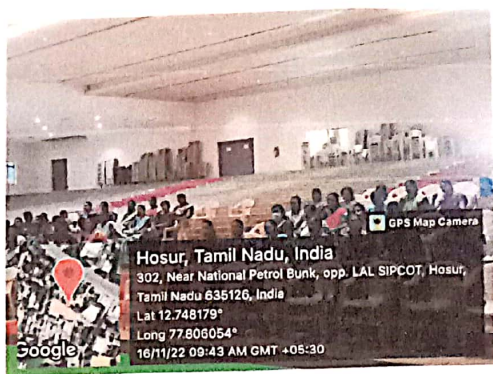 GPS Map Camera
Hosur, Tamil Nadu, India
302, Near National Petrol Bunk, opp. LAL SIPCOT, Hosur,
Tamil Nadu 635126, India
Lat 12.748179°
Long 77.806054°
16/11/22 09:43 AM GMT +05:30
Google